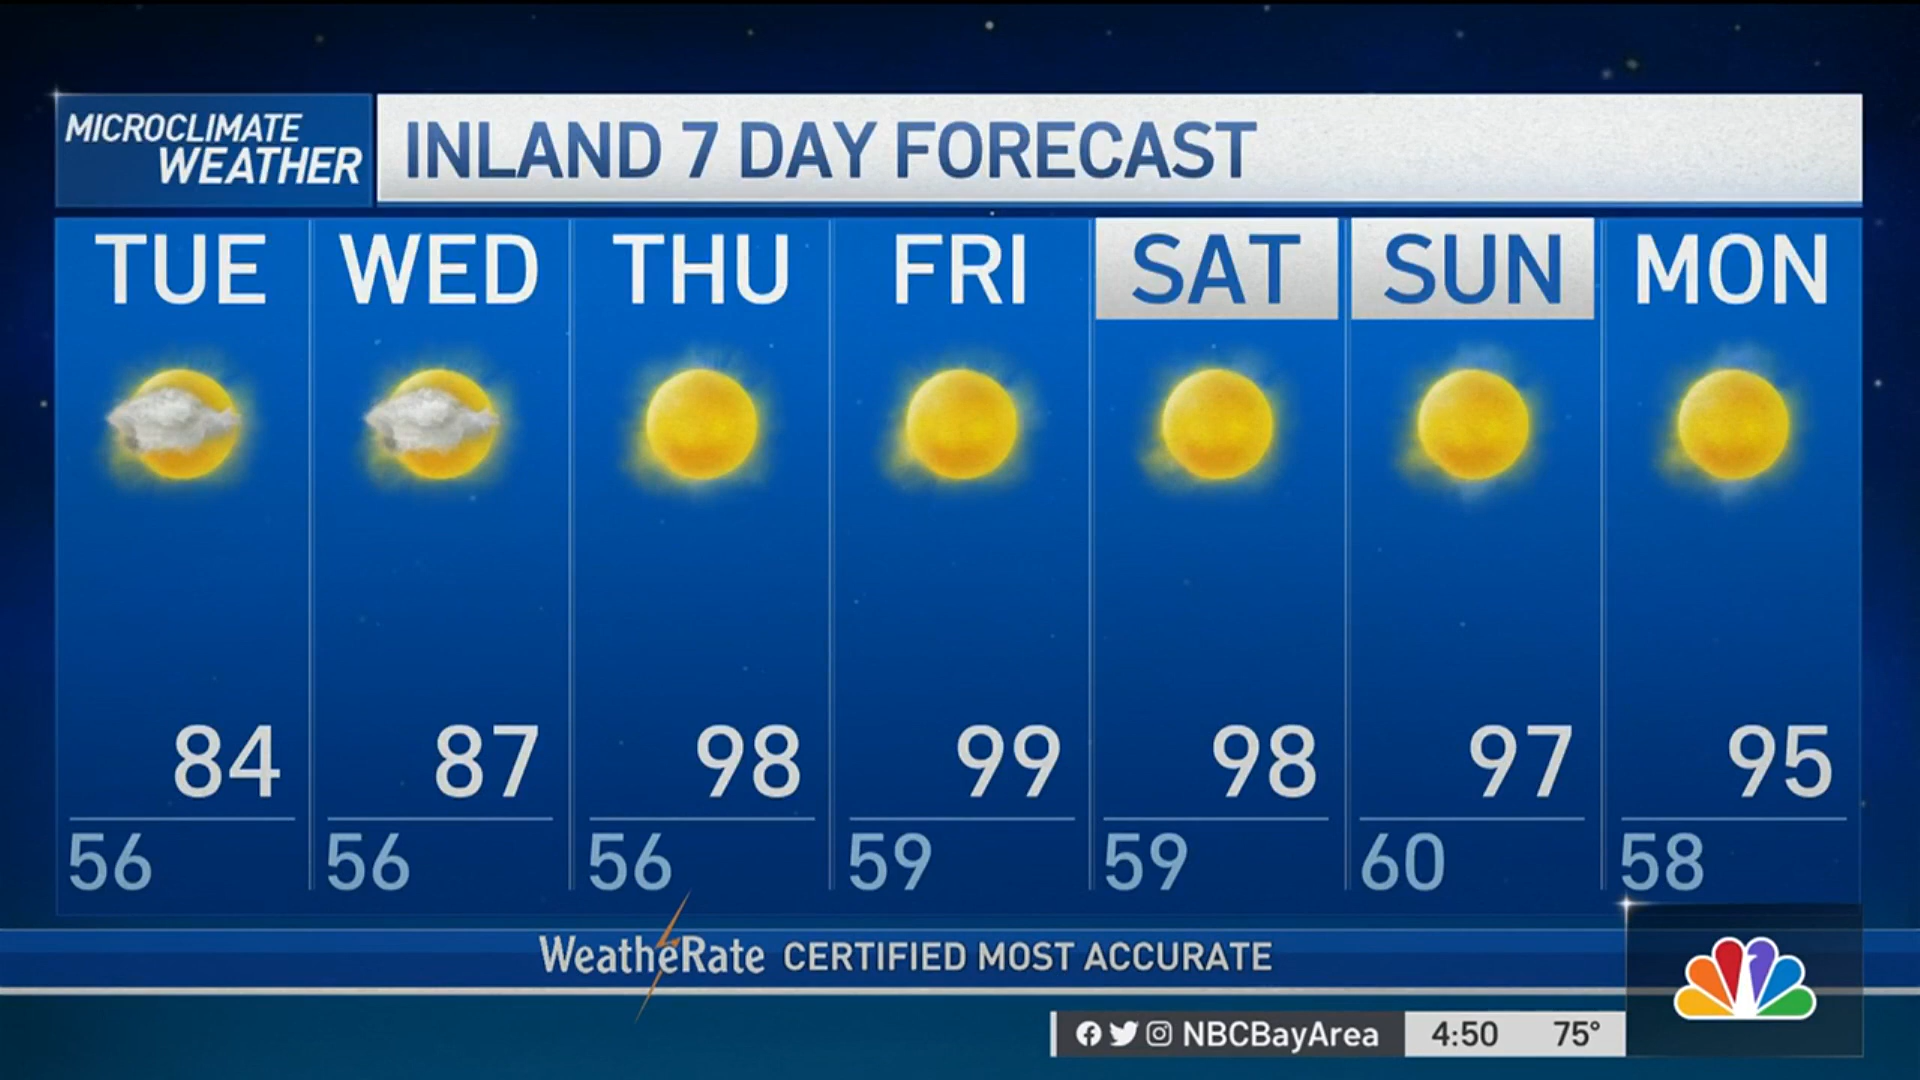 MICROCLIMATE
WEATHER
INLAND 7 DAY FORECAST
TUE WED THU FRI SAT SUN MON
84 87 98 99 98 97 95
56 56 56 59 59 60 58
WeatheRate CERTIFIED MOST ACCURATE
NBCBayArea 4:50 75°